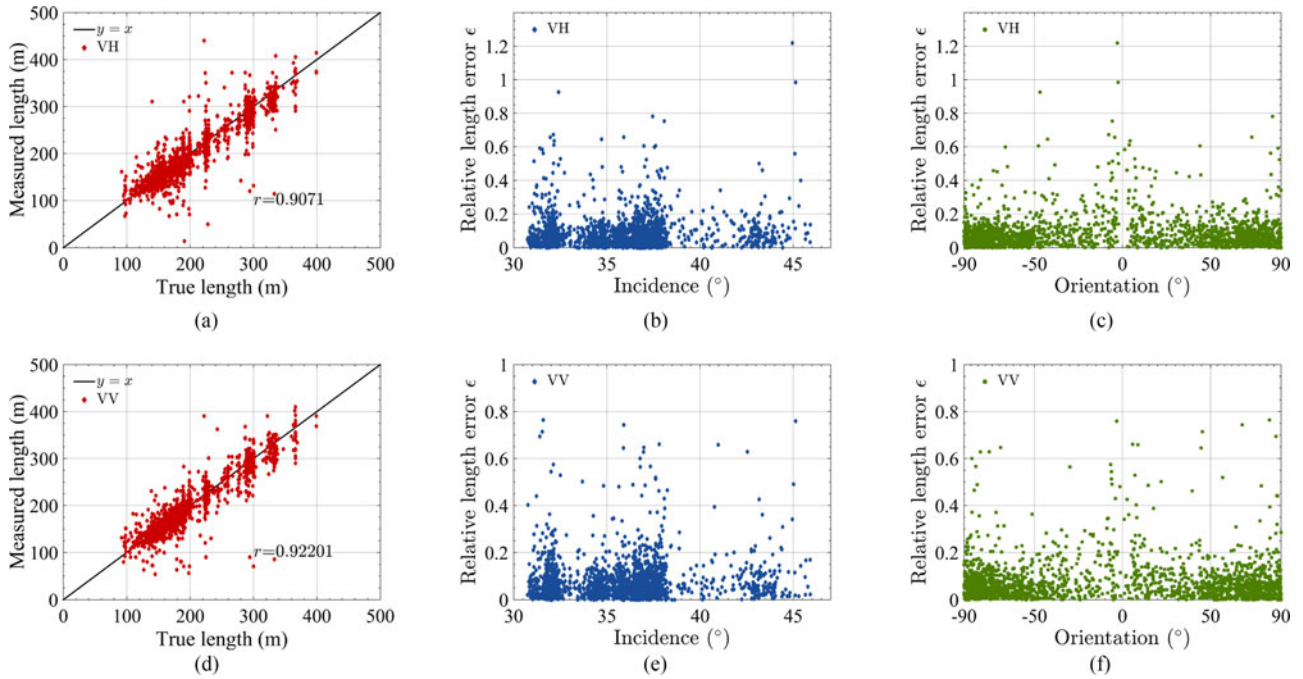 500
400
300
200
100
0
0 100 200 300 400 500
Measured length (m)
True length (m)
y = x
VH
r=0.9071
(a)
1.2
1
0.8
0.6
0.4
0.2
0
30 35 40 45
Relative length error ϵ
Incidence (°)
VH
(b)
1.2
1
0.8
0.6
0.4
0.2
0
-90 -50 0 50 90
Relative length error ϵ
Orientation (°)
VH
(c)
500
400
300
200
100
0
0 100 200 300 400 500
Measured length (m)
True length (m)
y = x
VV
r=0.92201
(d)
1
0.8
0.6
0.4
0.2
0
30 35 40 45
Relative length error ϵ
Incidence (°)
VV
(e)
1
0.8
0.6
0.4
0.2
0
-90 -50 0 50 90
Relative length error ϵ
Orientation (°)
VV
(f)